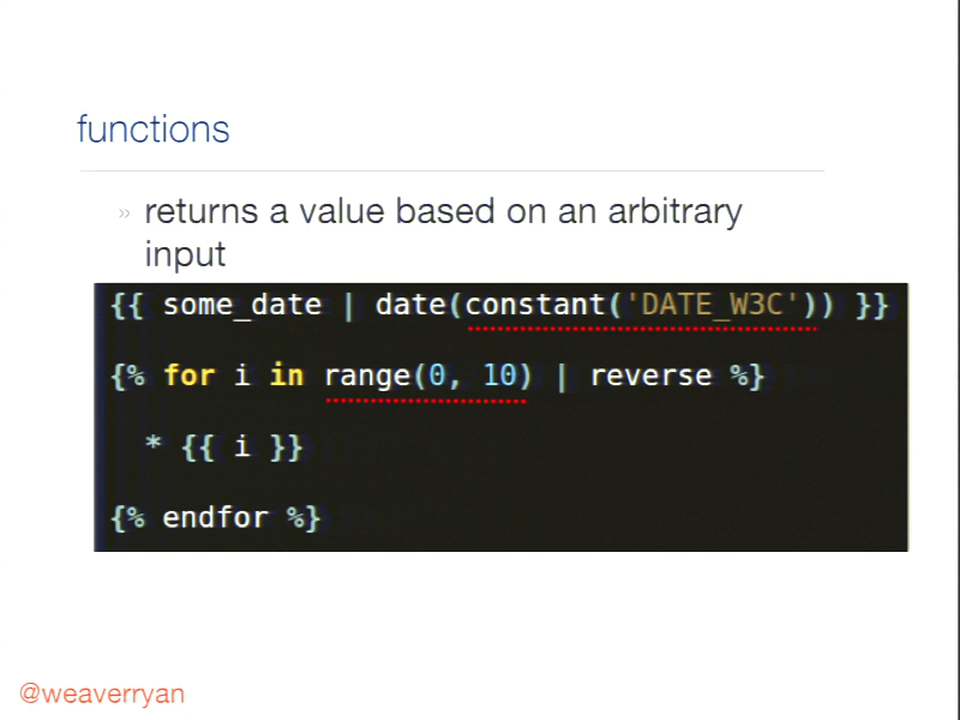 functions
» returns a value based on an arbitrary
input
{{ some_date | date(constant('DATE_W3C')) }}
{% for i in range(0, 10) | reverse %}
* {{ i }}
{% endfor %}
@weaverryan